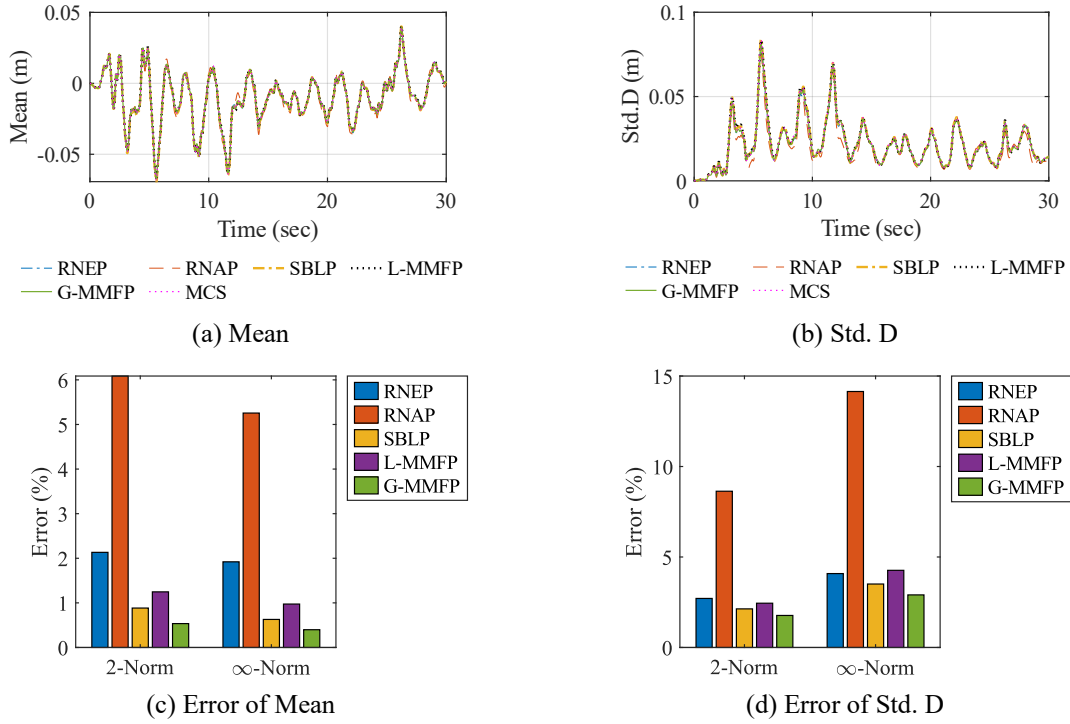 0.05
0
-0.05
Mean (m)
0 10 20 30
Time (sec)
RNEP RNAP SBLP L-MMFP
G-MMFP MCS
(a) Mean
0.1
0.05
0
Std.D (m)
0 10 20 30
Time (sec)
RNEP RNAP SBLP L-MMFP
G-MMFP MCS
(b) Std. D
6
5
4
3
2
1
0
Error (%)
2-Norm ∞-Norm
RNEP
RNAP
SBLP
L-MMFP
G-MMFP
(c) Error of Mean
15
10
5
0
Error (%)
2-Norm ∞-Norm
RNEP
RNAP
SBLP
L-MMFP
G-MMFP
(d) Error of Std. D